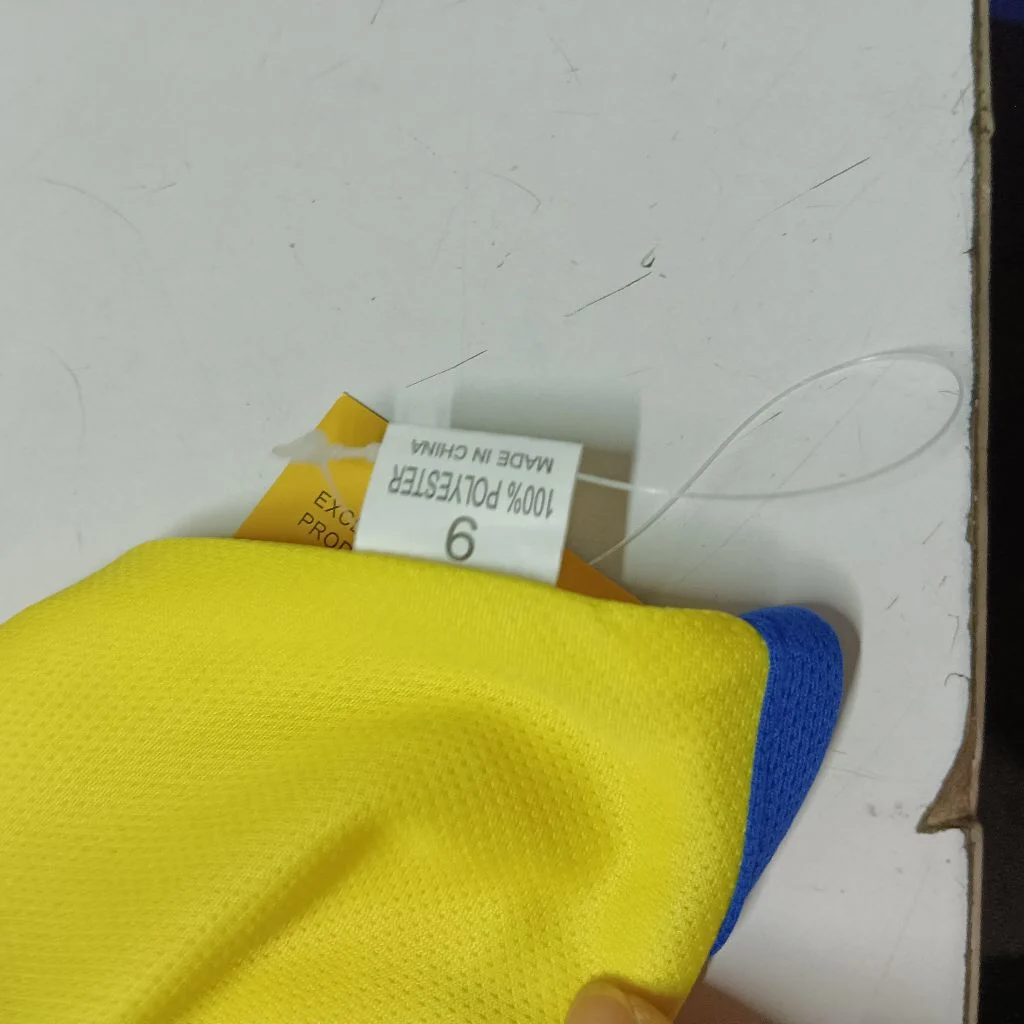 6
100% POLYESTER
MADE IN CHINA